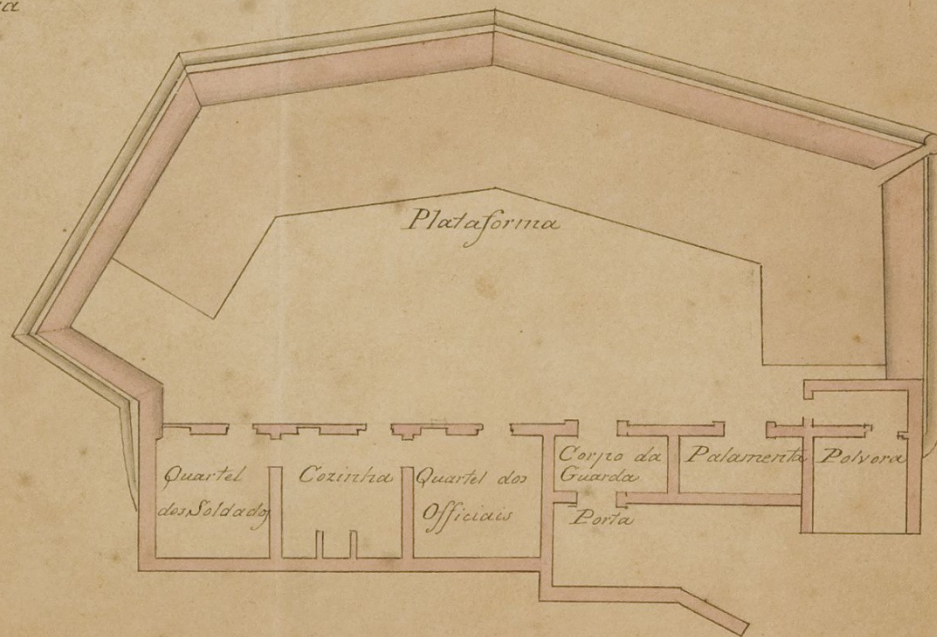 Plataforma
Quartel
dos Soldados
Cozinha
Quartel dos
Officiais
Corpo da
Guarda
Porta
Palamenta
Polvora